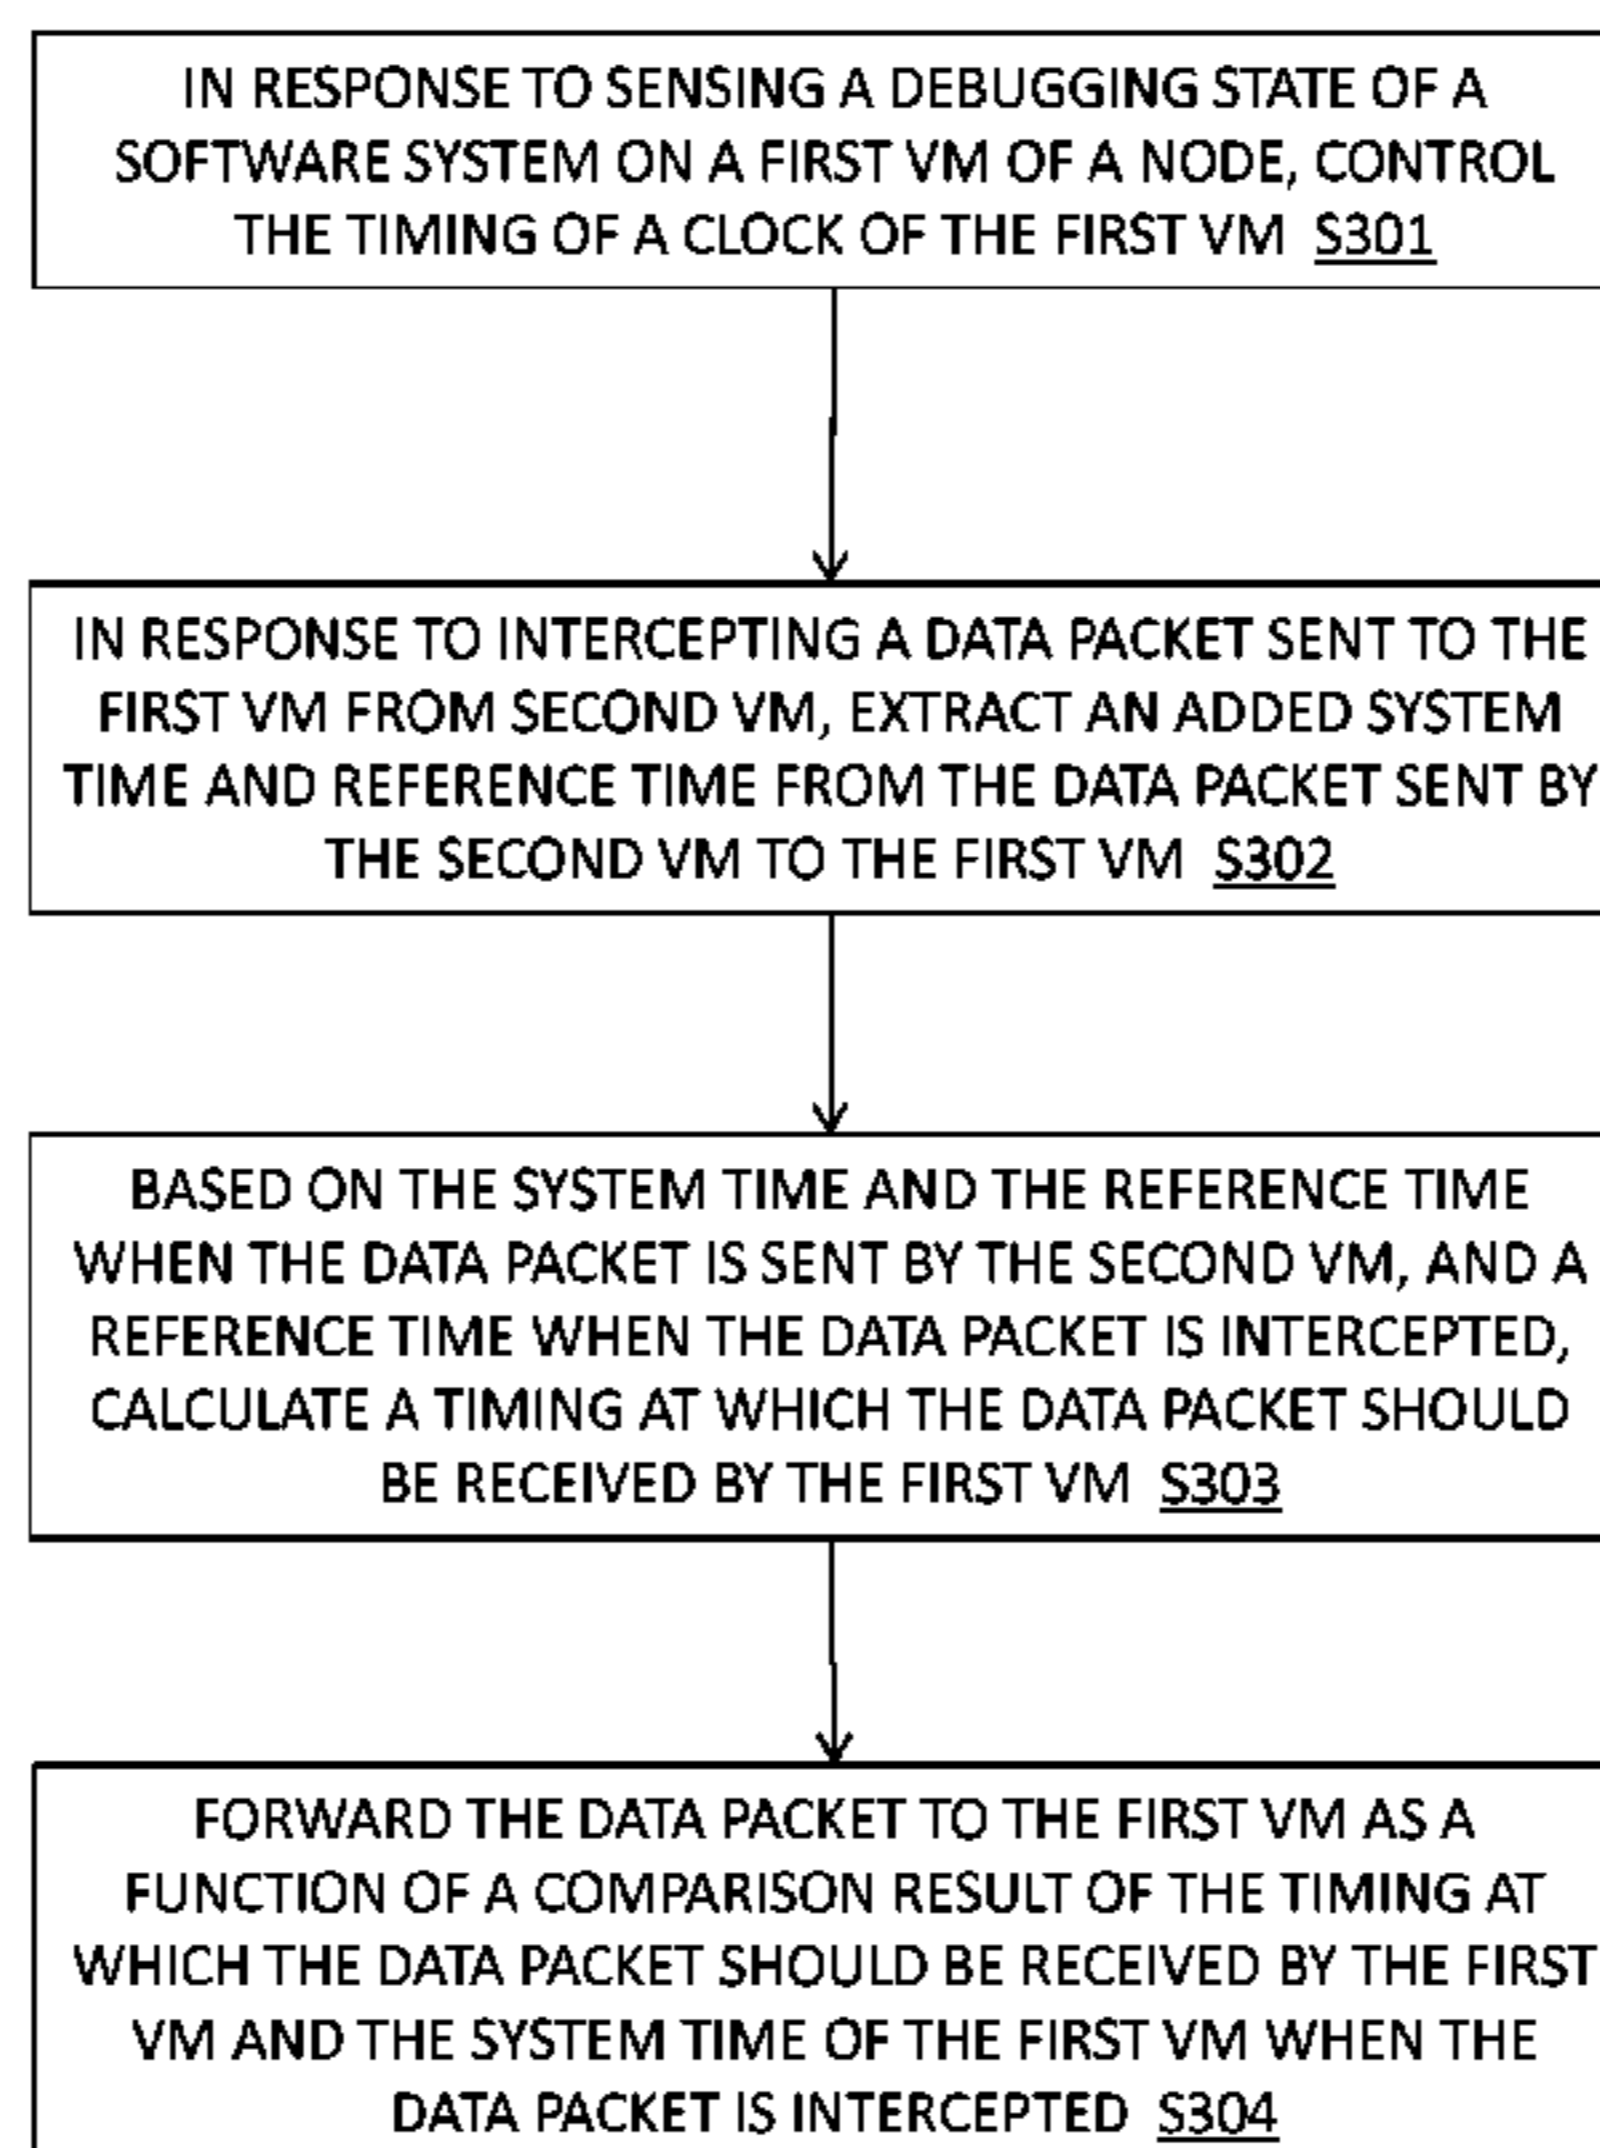 IN RESPONSE TO SENSING A DEBUGGING STATE OF A
SOFTWARE SYSTEM ON A FIRST VM OF A NODE, CONTROL
THE TIMING OF A CLOCK OF THE FIRST VM S301
IN RESPONSE TO INTERCEPTING A DATA PACKET SENT TO THE
FIRST VM FROM SECOND VM, EXTRACT AN ADDED SYSTEM
TIME AND REFERENCE TIME FROM THE DATA PACKET SENT BY
THE SECOND VM TO THE FIRST VM S302
BASED ON THE SYSTEM TIME AND THE REFERENCE TIME
WHEN THE DATA PACKET IS SENT BY THE SECOND VM, AND A
REFERENCE TIME WHEN THE DATA PACKET IS INTERCEPTED,
CALCULATE A TIMING AT WHICH THE DATA PACKET SHOULD
BE RECEIVED BY THE FIRST VM S303
FORWARD THE DATA PACKET TO THE FIRST VM AS A
FUNCTION OF A COMPARISON RESULT OF THE TIMING AT
WHICH THE DATA PACKET SHOULD BE RECEIVED BY THE FIRST
VM AND THE SYSTEM TIME OF THE FIRST VM WHEN THE
DATA PACKET IS INTERCEPTED S304